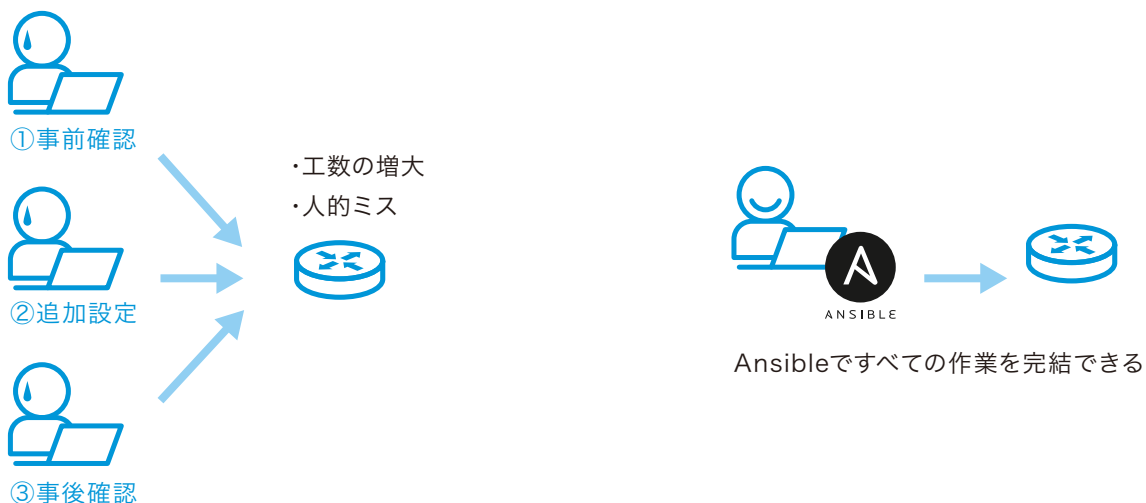 ①事前確認
・工数の増大
・人的ミス
②追加設定
③事後確認
ANSIBLE
Ansibleですべての作業を完結できる